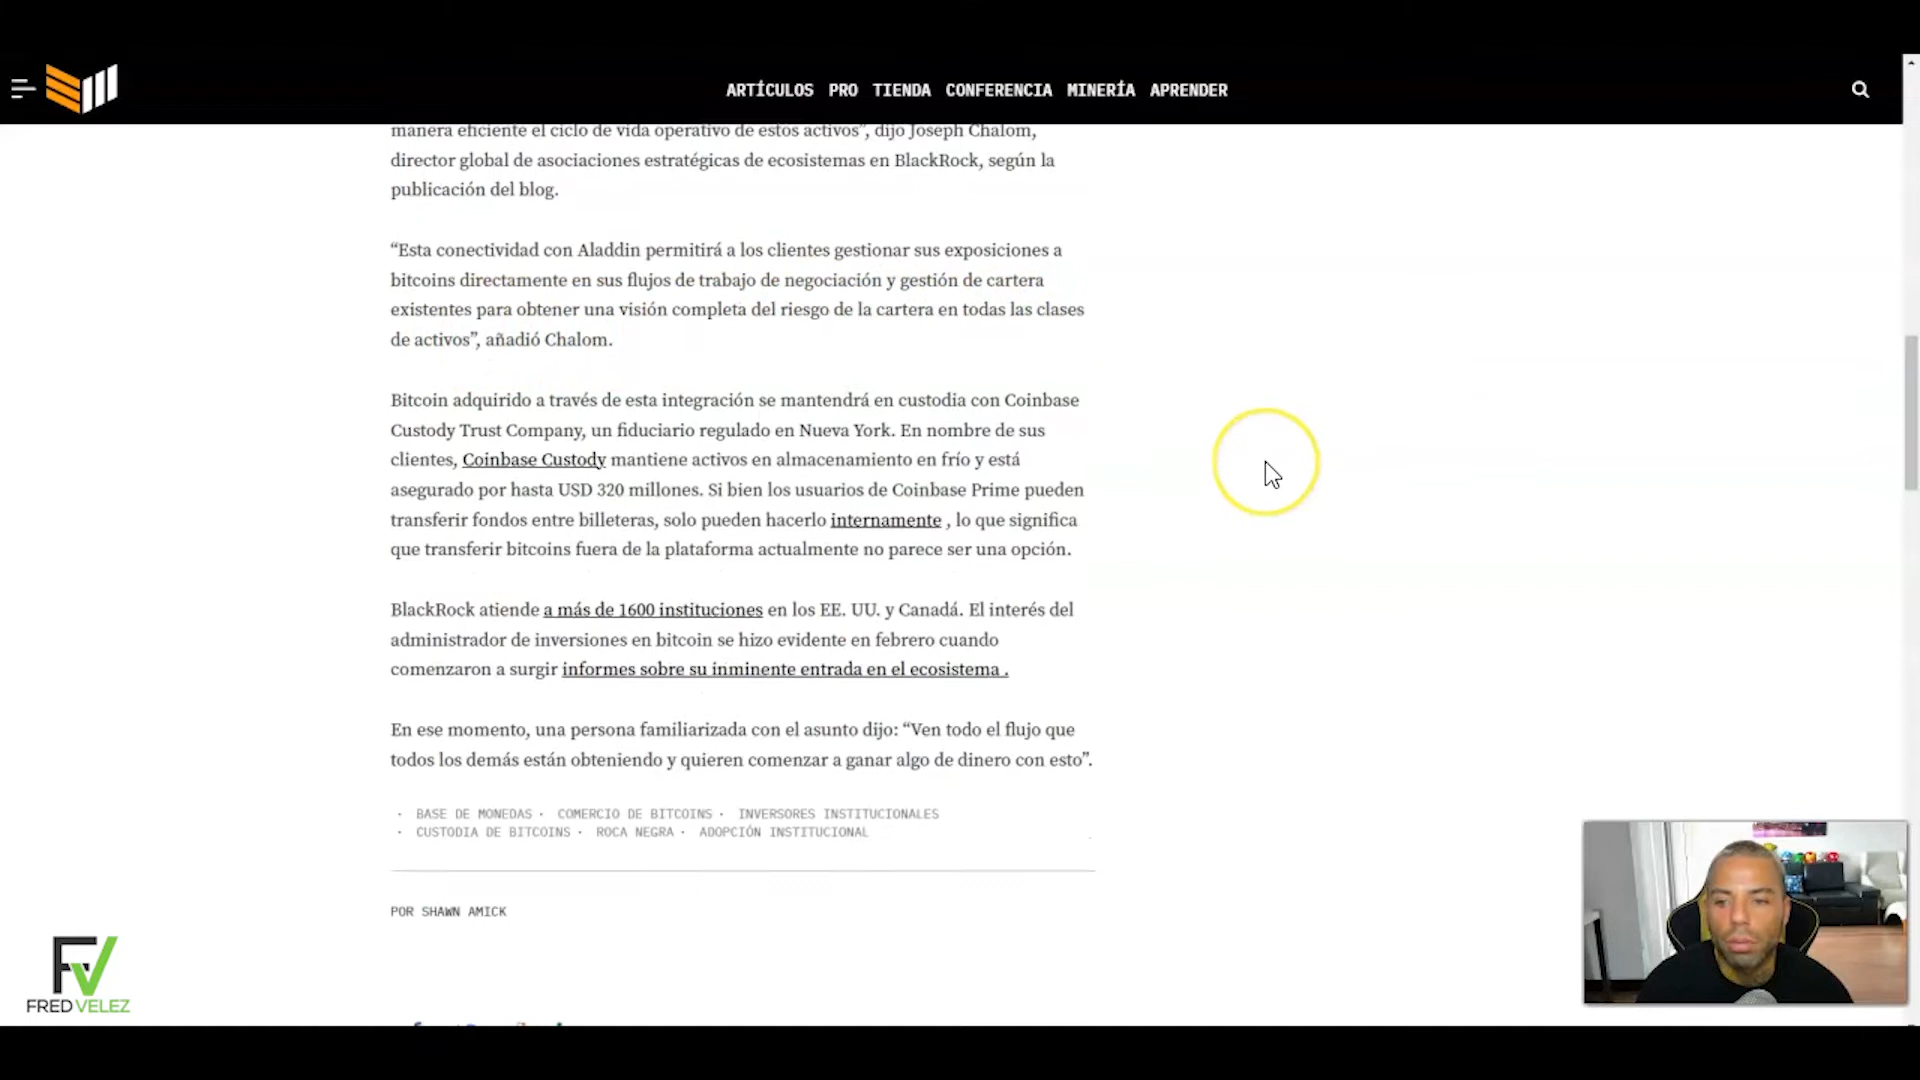 ARTÍCULOS PRO TIENDA CONFERENCIA MINERÍA APRENDER
manera eficiente el ciclo de vida operativo de estos activos”, dijo Joseph Chalom,
director global de asociaciones estratégicas de ecosistemas en BlackRock, según la
publicación del blog.
“Esta conectividad con Aladdin permitirá a los clientes gestionar sus exposiciones a
bitcoins directamente en sus flujos de trabajo de negociación y gestión de cartera
existentes para obtener una visión completa del riesgo de la cartera en todas las clases
de activos”, añadió Chalom.
Bitcoin adquirido a través de esta integración se mantendrá en custodia con Coinbase
Custody Trust Company, un fiduciario regulado en Nueva York. En nombre de sus
clientes, Coinbase Custody mantiene activos en almacenamiento en frío y está
asegurado por hasta USD 320 millones. Si bien los usuarios de Coinbase Prime pueden
transferir fondos entre billeteras, solo pueden hacerlo internamente , lo que significa
que transferir bitcoins fuera de la plataforma actualmente no parece ser una opción.
BlackRock atiende a más de 1600 instituciones en los EE. UU. y Canadá. El interés del
administrador de inversiones en bitcoin se hizo evidente en febrero cuando
comenzaron a surgir informes sobre su inminente entrada en el ecosistema .
En ese momento, una persona familiarizada con el asunto dijo: “Ven todo el flujo que
todos los demás están obteniendo y quieren comenzar a ganar algo de dinero con esto”.
· BASE DE MONEDAS · COMERCIO DE BITCOINS · INVERSORES INSTITUCIONALES
· CUSTODIA DE BITCOINS · ROCA NEGRA · ADOPCIÓN INSTITUCIONAL
POR SHAWN AMICK
FV
FRED VELEZ